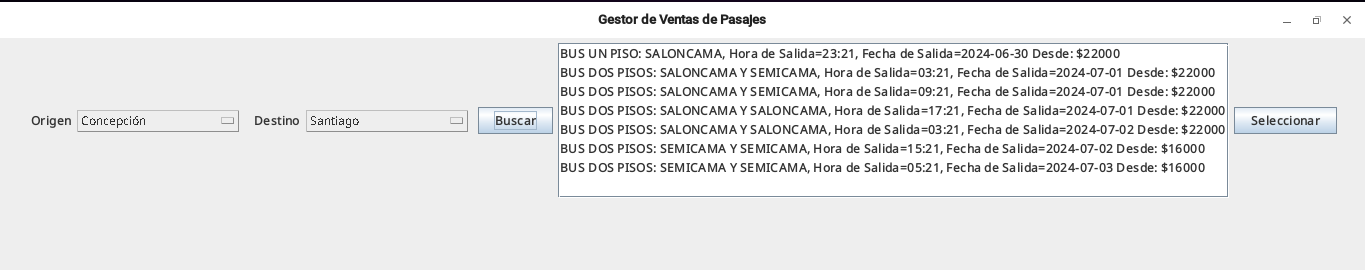 Gestor de Ventas de Pasajes
Origen Concepción Destino Santiago Buscar
BUS UN PISO: SALONCAMA, Hora de Salida=23:21, Fecha de Salida=2024-06-30 Desde: $22000
BUS DOS PISOS: SALONCAMA Y SEMICAMA, Hora de Salida=03:21, Fecha de Salida=2024-07-01 Desde: $22000
BUS DOS PISOS: SALONCAMA Y SEMICAMA, Hora de Salida=09:21, Fecha de Salida=2024-07-01 Desde: $22000
BUS DOS PISOS: SALONCAMA Y SALONCAMA, Hora de Salida=17:21, Fecha de Salida=2024-07-01 Desde: $22000
BUS DOS PISOS: SALONCAMA Y SALONCAMA, Hora de Salida=03:21, Fecha de Salida=2024-07-02 Desde: $22000
BUS DOS PISOS: SEMICAMA Y SEMICAMA, Hora de Salida=15:21, Fecha de Salida=2024-07-02 Desde: $16000
BUS DOS PISOS: SEMICAMA Y SEMICAMA, Hora de Salida=05:21, Fecha de Salida=2024-07-03 Desde: $16000
Seleccionar